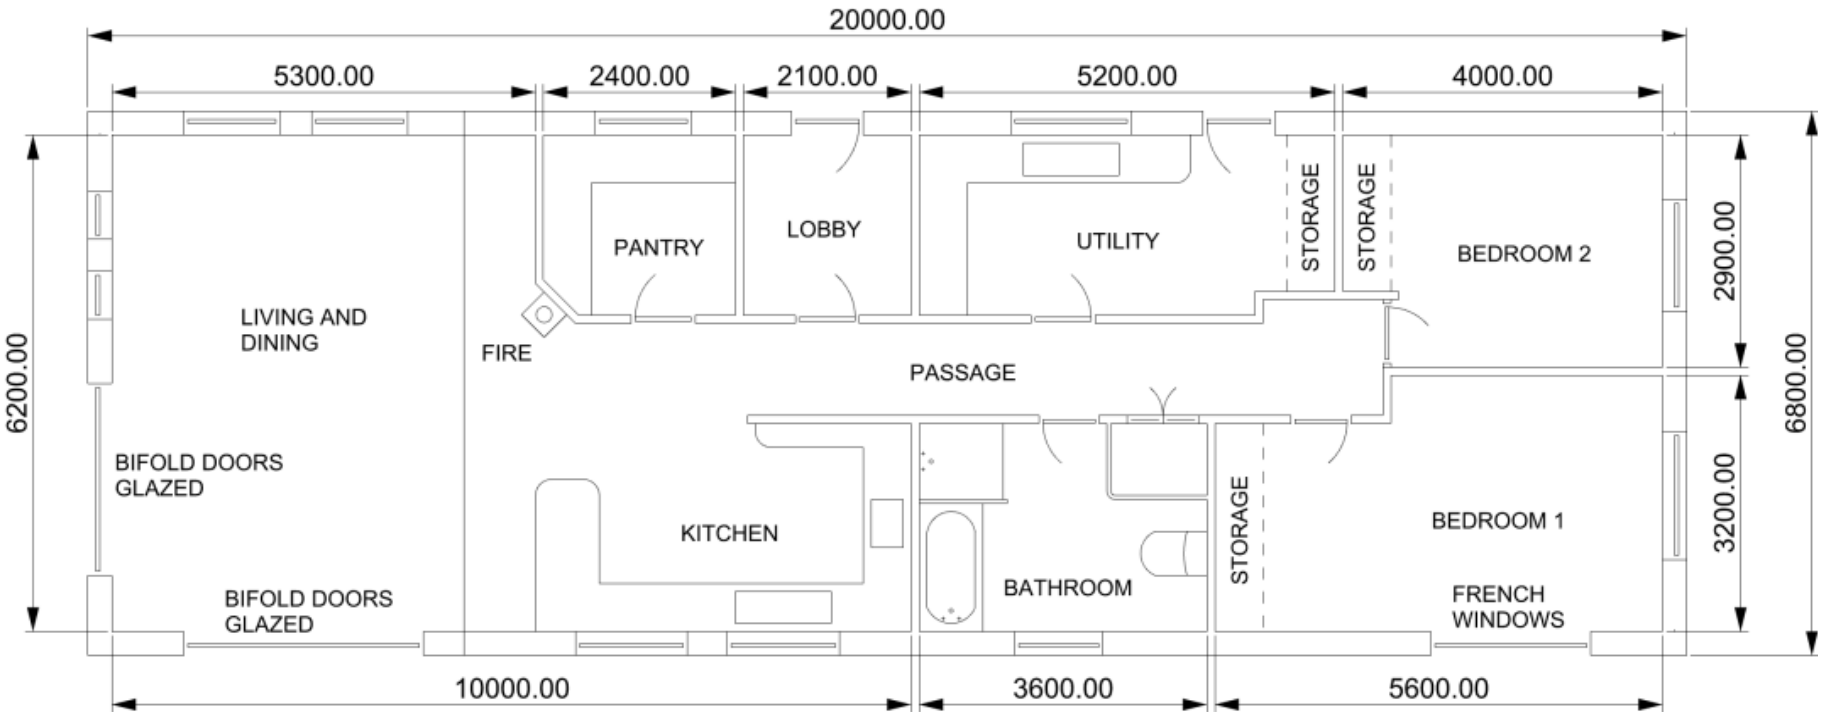 20000.00
5300.00
2400.00
2100.00
5200.00
4000.00
STORAGE
STORAGE
LOBBY
PANTRY
UTILITY
BEDROOM 2
2900.00
LIVING AND
DINING
FIRE
PASSAGE
6200.00
6800.00
BIFOLD DOORS
GLAZED
KITCHEN
STORAGE
BEDROOM 1
3200.00
BATHROOM
BIFOLD DOORS
GLAZED
FRENCH
WINDOWS
10000.00
3600.00
5600.00